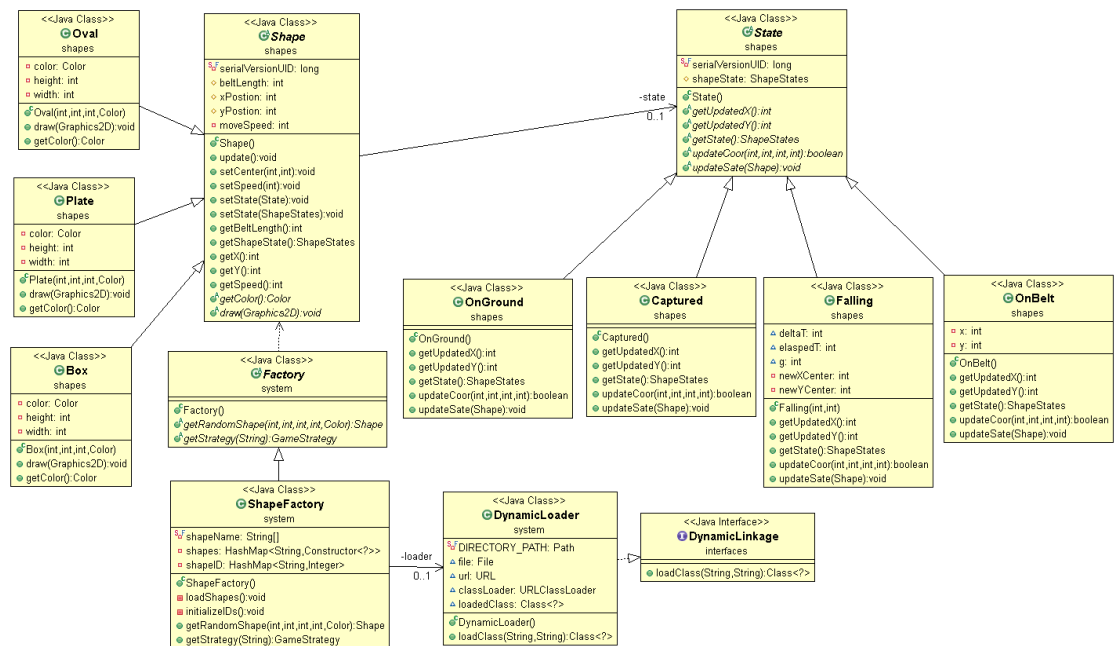 <<Java Class>>
Oval
shapes
color: Color
height: int
width: int
Oval(int,int,int,Color)
draw(Graphics2D):void
getColor():Color
<<Java Class>>
Plate
shapes
color: Color
height: int
width: int
Plate(int,int,int,Color)
draw(Graphics2D):void
getColor():Color
<<Java Class>>
Box
shapes
color: Color
height: int
width: int
Box(int,int,int,Color)
draw(Graphics2D):void
getColor():Color
<<Java Class>>
Shape
shapes
serialVersionUID: long
beltLength: int
xPostion: int
yPostion: int
moveSpeed: int
Shape()
update():void
setCenter(int,int):void
setSpeed(int):void
setState(State):void
setState(ShapeStates):void
getBeltLength():int
getShapeState():ShapeStates
getX():int
getY():int
getSpeed():int
getColor():Color
draw(Graphics2D):void
-state
0..1
<<Java Class>>
State
shapes
serialVersionUID: long
shapeState: ShapeStates
State()
getUpdatedX():int
getUpdatedY():int
getState():ShapeStates
updateCoor(int,int,int,int):boolean
updateSate(Shape):void
<<Java Class>>
OnGround
shapes
OnGround()
getUpdatedX():int
getUpdatedY():int
getState():ShapeStates
updateCoor(int,int,int,int):boolean
updateSate(Shape):void
<<Java Class>>
Captured
shapes
Captured()
getUpdatedX():int
getUpdatedY():int
getState():ShapeStates
updateCoor(int,int,int,int):boolean
updateSate(Shape):void
<<Java Class>>
Falling
shapes
deltaT: int
elaspedT: int
g: int
newXCenter: int
newYCenter: int
Falling(int,int)
getUpdatedX():int
getUpdatedY():int
getState():ShapeStates
updateCoor(int,int,int,int):boolean
updateSate(Shape):void
<<Java Class>>
OnBelt
shapes
x: int
y: int
OnBelt()
getUpdatedX():int
getUpdatedY():int
getState():ShapeStates
updateCoor(int,int,int,int):boolean
updateSate(Shape):void
<<Java Class>>
Factory
system
Factory()
getRandomShape(int,int,int,int,Color):Shape
getStrategy(String):GameStrategy
<<Java Class>>
ShapeFactory
system
shapeName: String[]
shapes: HashMap<String,Constructor<?>>
shapeID: HashMap<String,Integer>
ShapeFactory()
loadShapes():void
initializeIDs():void
getRandomShape(int,int,int,int,Color):Shape
getStrategy(String):GameStrategy
-loader
0..1
<<Java Class>>
DynamicLoader
system
DIRECTORY_PATH: Path
file: File
url: URL
classLoader: URLClassLoader
loadedClass: Class<?>
DynamicLoader()
loadClass(String,String):Class<?>
<<Java Interface>>
DynamicLinkage
interfaces
loadClass(String,String):Class<?>